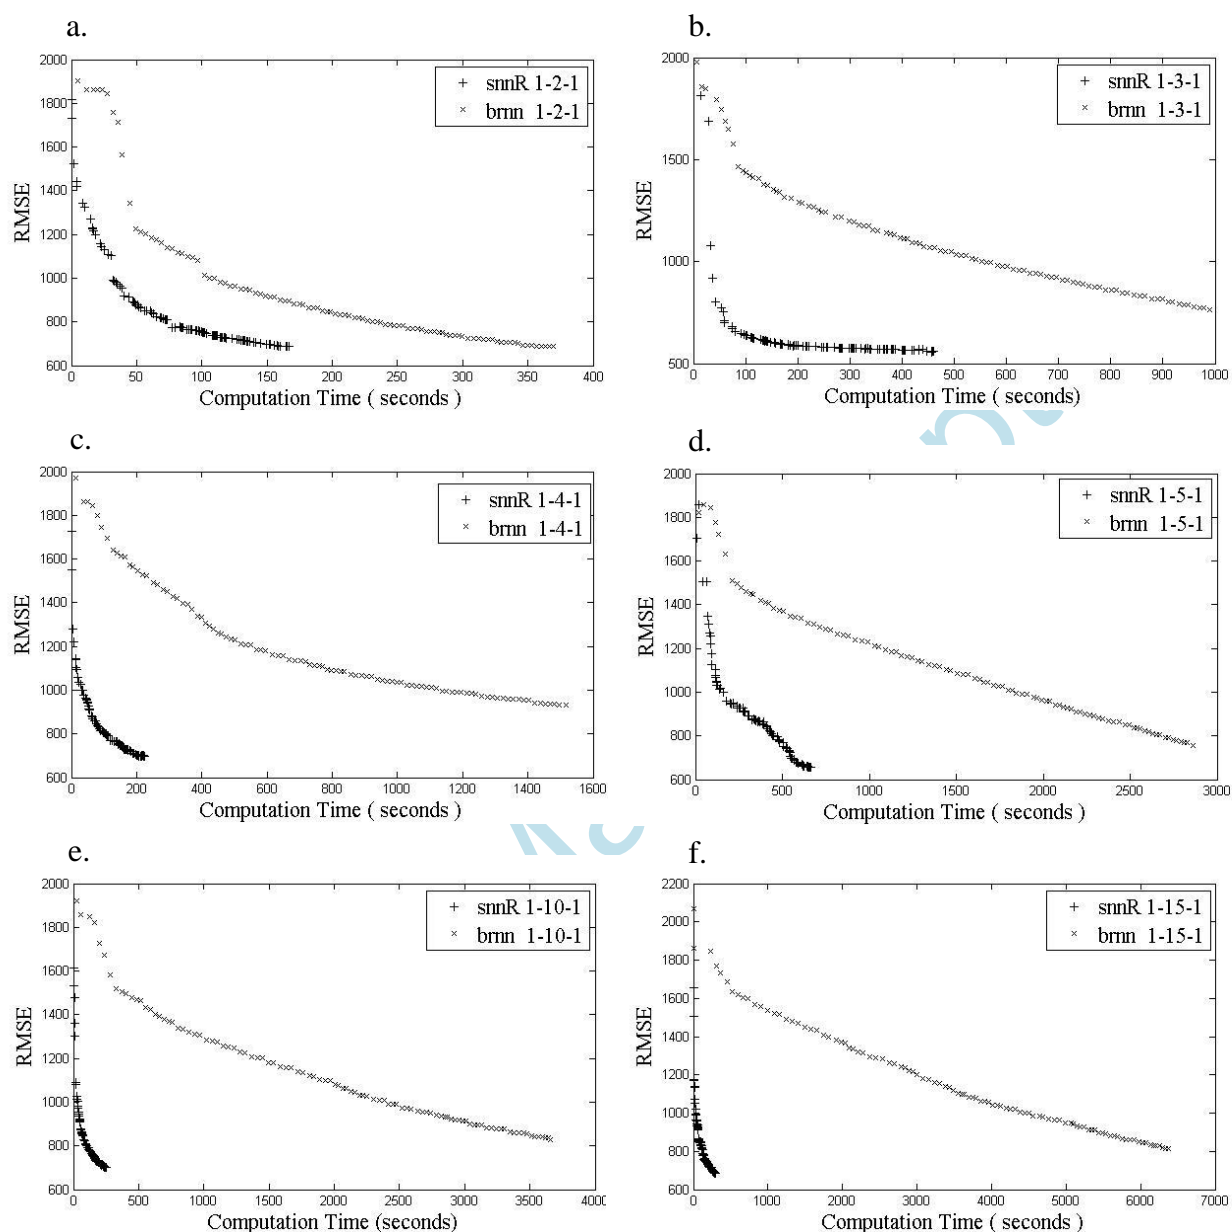 a.
2000
1800
1600
1400
1200
1000
800
600
RMSE
snnR 1-2-1
brnn 1-2-1
0 50 100 150 200 250 300 350 400
Computation Time ( seconds )
b.
2000
1500
1000
500
RMSE
snnR 1-3-1
brnn 1-3-1
0 100 200 300 400 500 600 700 800 900 1000
Computation Time ( seconds)
c.
2000
1800
1600
1400
1200
1000
800
600
RMSE
snnR 1-4-1
brnn 1-4-1
0 200 400 600 800 1000 1200 1400 1600
Computation Time ( seconds )
d.
2000
1800
1600
1400
1200
1000
800
600
RMSE
snnR 1-5-1
brnn 1-5-1
0 500 1000 1500 2000 2500 3000
Computation Time ( seconds )
e.
2000
1800
1600
1400
1200
1000
800
600
RMSE
snnR 1-10-1
brnn 1-10-1
0 500 1000 1500 2000 2500 3000 3500 4000
Computation Time (seconds)
f.
2200
2000
1800
1600
1400
1200
1000
800
600
RMSE
snnR 1-15-1
brnn 1-15-1
0 1000 2000 3000 4000 5000 6000 7000
Computation Time ( seconds )